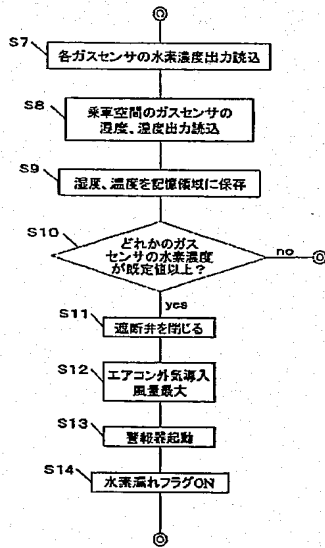 S7
各ガスセンサの水素濃度出力読込
S8
乗車空間のガスセンサの
湿度、温度出力読込
S9
湿度、温度を記憶領域に保存
S10
どれかのガス
センサの水素濃度
が既定値以上?
no
yes
S11
遮断弁を閉じる
S12
エアコン外気導入
風量最大
S13
警報器起動
S14
水素漏れフラグON